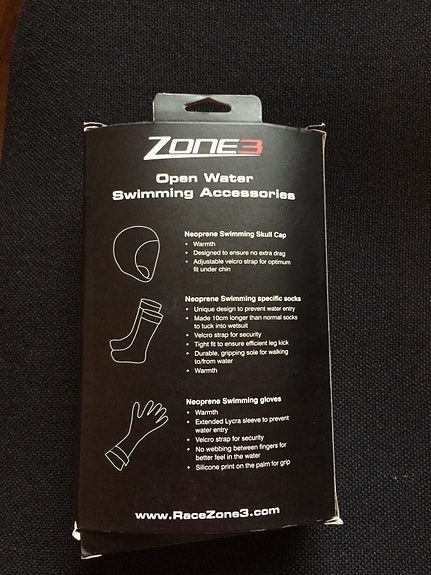 ZONE3
Open Water
Swimming Accessories
Neoprene Swimming Skull Cap
• Warmth
• Designed to ensure no extra drag
• Adjustable velcro strap for optimum
fit under chin
Neoprene Swimming specific socks
• Unique design to prevent water entry
• Made 10cm longer than normal socks
to tuck into wetsuit
• Velcro strap for security
• Tight fit to ensure efficient leg kick
• Durable, gripping sole for walking
to/from water
• Warmth
Neoprene Swimming gloves
• Warmth
• Extended Lycra sleeve to prevent
water entry
• Velcro strap for security
• No webbing between fingers for
better feel in the water
• Silicone print on the palm for grip
www.RaceZone3.com